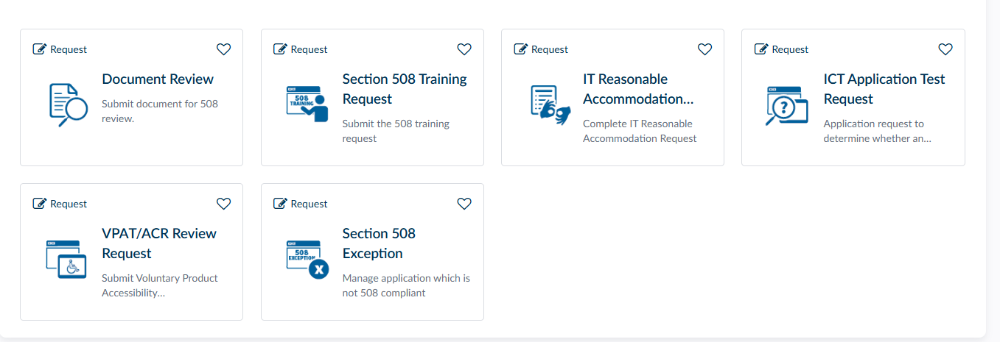 Request
Document Review
Submit document for 508
review.
Request
508
TRAINING
Section 508 Training
Request
Submit the 508 training
request
Request
IT Reasonable
Accommodation...
Complete IT Reasonable
Accommodation Request
Request
?
ICT Application Test
Request
Application request to
determine whether an...
Request
VPAT/ACR Review
Request
Submit Voluntary Product
Accessibility...
Request
508
EXCEPTION
X
Section 508
Exception
Manage application which is
not 508 compliant